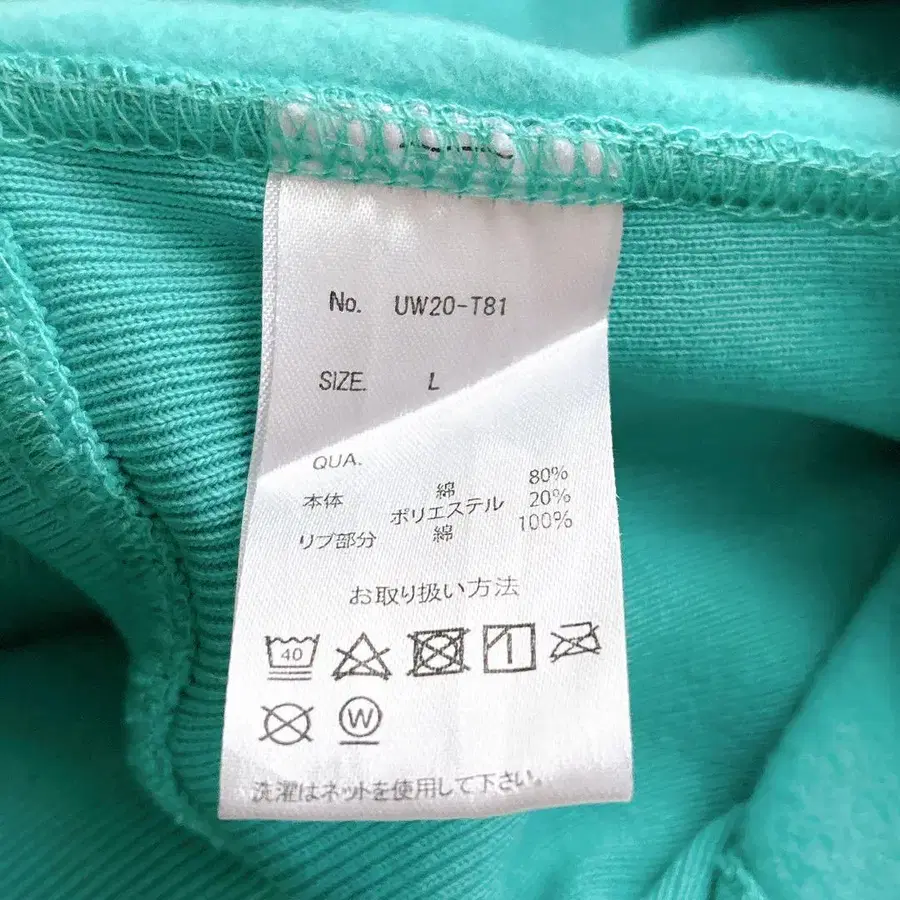 No. UW20-T81
SIZE. L
QUA.
本体 綿 80%
ポリエステル 20%
リブ部分 綿 100%
お取り扱い方法
40
W
洗濯はネットを使用して下さい。